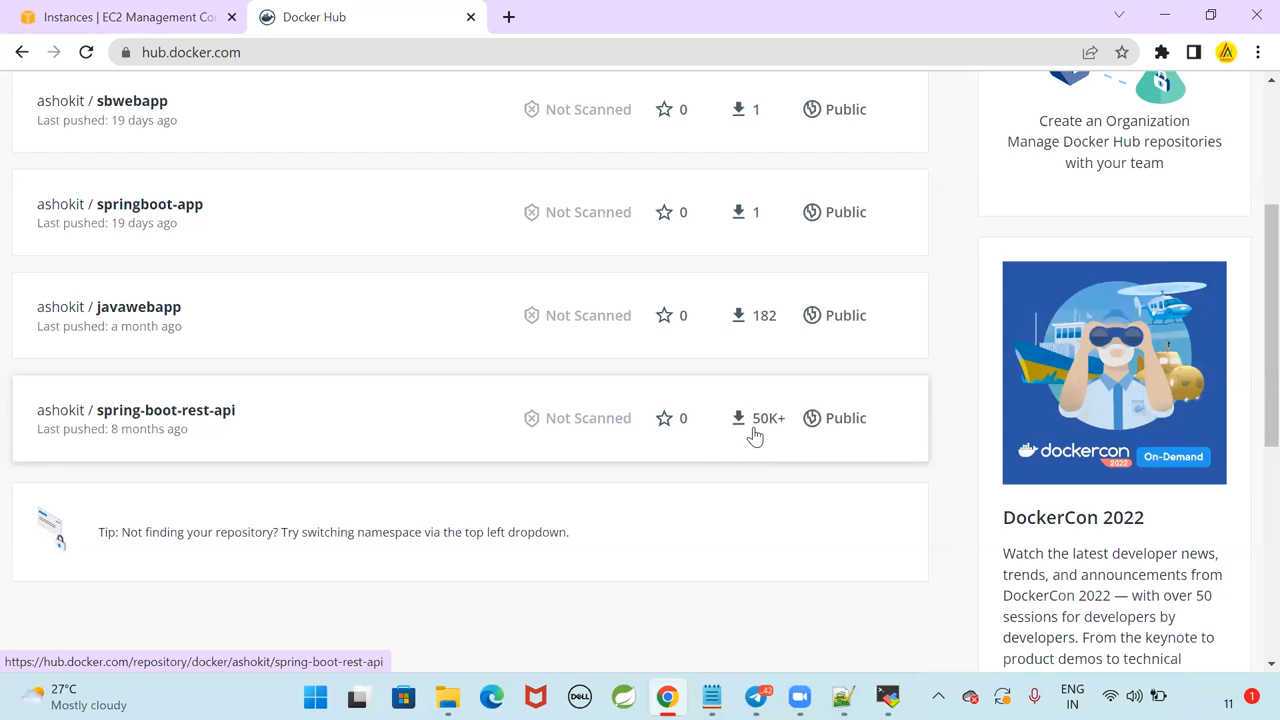 Instances | EC2 Management Co
Docker Hub
hub.docker.com
ashokit / sbwebapp
Last pushed: 19 days ago
Not Scanned
0
1
Public
ashokit / springboot-app
Last pushed: 19 days ago
Not Scanned
0
1
Public
ashokit / javawebapp
Last pushed: a month ago
Not Scanned
0
182
Public
ashokit / spring-boot-rest-api
Last pushed: 8 months ago
Not Scanned
0
50K+
Public
Tip: Not finding your repository? Try switching namespace via the top left dropdown.
Create an Organization
Manage Docker Hub repositories
with your team
dockercon
2022
On-Demand
DockerCon 2022
Watch the latest developer news,
trends, and announcements from
DockerCon 2022 — with over 50
sessions for developers by
developers. From the keynote to
product demos to technical
https://hub.docker.com/repository/docker/ashokit/spring-boot-rest-api
27°C
Mostly cloudy
DELL
42
ENG
IN
11
1